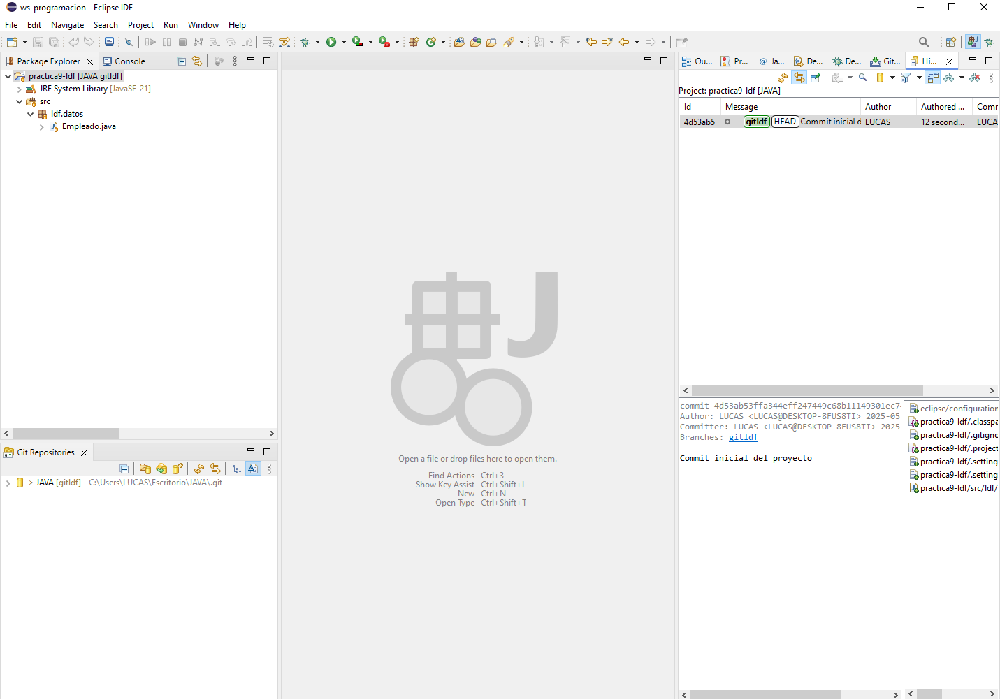 ws-programacion - Eclipse IDE
File Edit Navigate Search Project Run Window Help
Package Explorer
Console
practica9-ldf [JAVA gitldf]
JRE System Library [JavaSE-21]
src
ldf.datos
Empleado.java
Git Repositories
> JAVA [gitldf] - C:\Users\LUCAS\Escritorio\JAVA\.git
Open a file or drop files here to open them.
Find Actions Ctrl+3
Show Key Assist Ctrl+Shift+L
New Ctrl+N
Open Type Ctrl+Shift+T
Ou... Pr... @ Ja... De... De... Git... Hi...
Project: practica9-ldf [JAVA]
Id Message Author Authored ... Comr
4d53ab5 gitldf HEAD Commit inicial d LUCAS 12 second... LUCA
commit 4d53ab53ffa344eff247449c68b11149301ec74
Author: LUCAS <LUCAS@DESKTOP-8FUS8TI> 2025-05
Committer: LUCAS <LUCAS@DESKTOP-8FUS8TI> 2025
Branches: gitldf
Commit inicial del proyecto
eclipse/configuration
practica9-ldf/.classpa
practica9-ldf/.gitigno
practica9-ldf/.project
practica9-ldf/.setting
practica9-ldf/.setting
practica9-ldf/src/ldf/